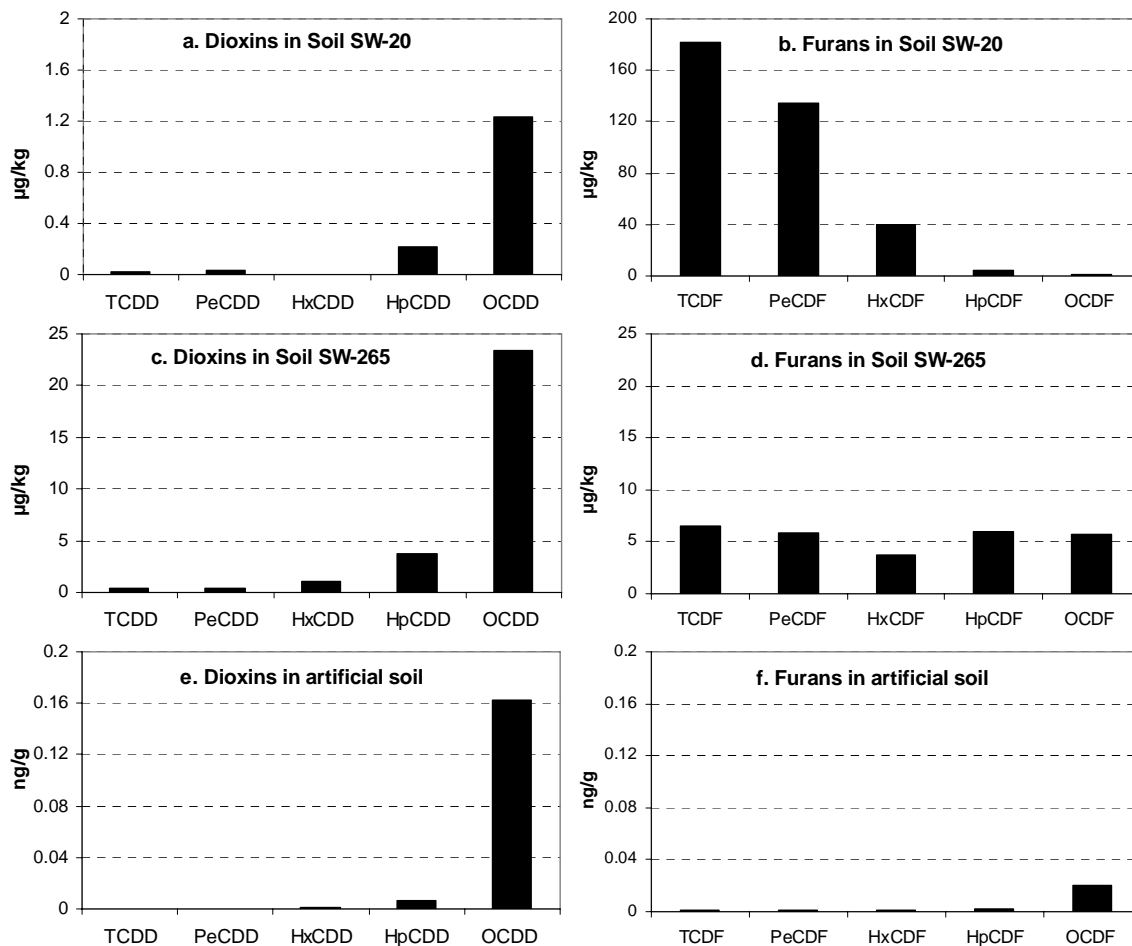 a. Dioxins in Soil SW-20
µg/kg
2
1.6
1.2
0.8
0.4
0
TCDD PeCDD HxCDD HpCDD OCDD
b. Furans in Soil SW-20
µg/kg
200
160
120
80
40
0
TCDF PeCDF HxCDF HpCDF OCDF
c. Dioxins in Soil SW-265
µg/kg
25
20
15
10
5
0
TCDD PeCDD HxCDD HpCDD OCDD
d. Furans in Soil SW-265
µg/kg
25
20
15
10
5
0
TCDF PeCDF HxCDF HpCDF OCDF
e. Dioxins in artificial soil
ng/g
0.2
0.16
0.12
0.08
0.04
0
TCDD PeCDD HxCDD HpCDD OCDD
f. Furans in artificial soil
ng/g
0.2
0.16
0.12
0.08
0.04
0
TCDF PeCDF HxCDF HpCDF OCDF